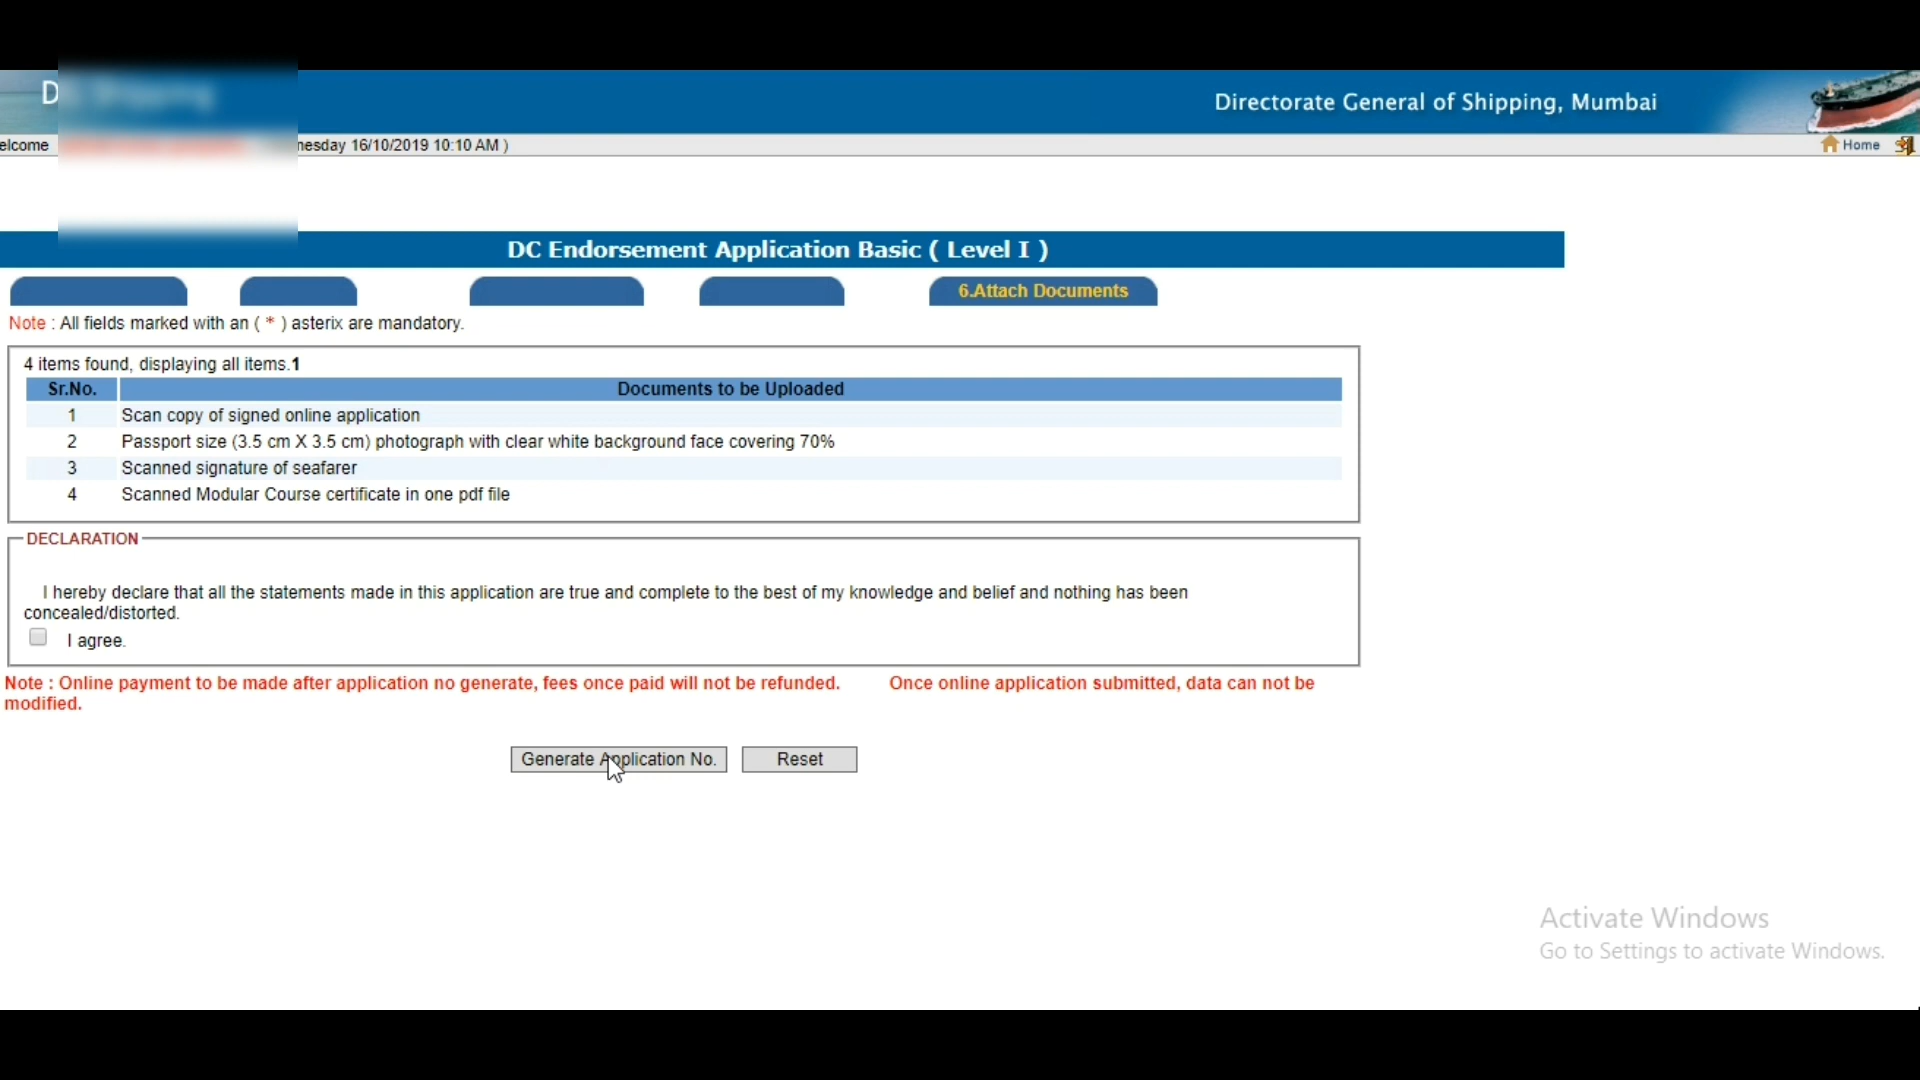 Directorate General of Shipping, Mumbai
elcome nesday 16/10/2019 10:10 AM )
Home
DC Endorsement Application Basic ( Level I )
6.Attach Documents
Note : All fields marked with an ( * ) asterix are mandatory.
4 items found, displaying all items.1
Sr.No. Documents to be Uploaded
1 Scan copy of signed online application
2 Passport size (3.5 cm X 3.5 cm) photograph with clear white background face covering 70%
3 Scanned signature of seafarer
4 Scanned Modular Course certificate in one pdf file
DECLARATION
I hereby declare that all the statements made in this application are true and complete to the best of my knowledge and belief and nothing has been
concealed/distorted.
I agree.
Note : Online payment to be made after application no generate, fees once paid will not be refunded. Once online application submitted, data can not be
modified.
Generate Application No. Reset
Activate Windows
Go to Settings to activate Windows.